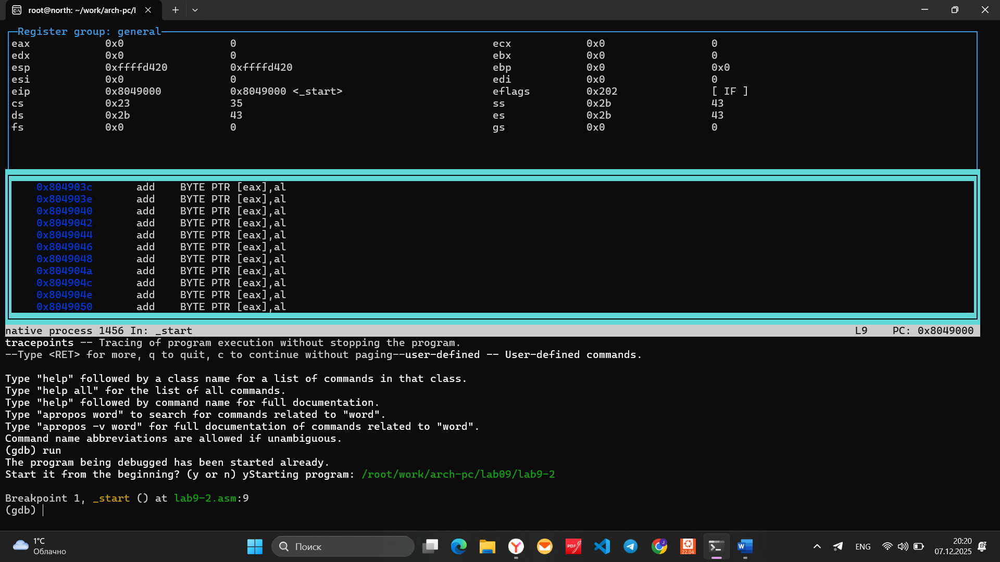 root@north: ~/work/arch-pc/l
Register group: general
eax 0x0 0 ecx 0x0 0
edx 0x0 0 ebx 0x0 0
esp 0xffffd420 0xffffd420 ebp 0x0 0x0
esi 0x0 0 edi 0x0 0
eip 0x8049000 0x8049000 <_start> eflags 0x202 [ IF ]
cs 0x23 35 ss 0x2b 43
ds 0x2b 43 es 0x2b 43
fs 0x0 0 gs 0x0 0
0x804903c add BYTE PTR [eax],al
0x804903e add BYTE PTR [eax],al
0x8049040 add BYTE PTR [eax],al
0x8049042 add BYTE PTR [eax],al
0x8049044 add BYTE PTR [eax],al
0x8049046 add BYTE PTR [eax],al
0x8049048 add BYTE PTR [eax],al
0x804904a add BYTE PTR [eax],al
0x804904c add BYTE PTR [eax],al
0x804904e add BYTE PTR [eax],al
0x8049050 add BYTE PTR [eax],al
native process 1456 In: _start L9 PC: 0x8049000
tracepoints -- Tracing of program execution without stopping the program.
--Type <RET> for more, q to quit, c to continue without paging--user-defined -- User-defined commands.
Type "help" followed by a class name for a list of commands in that class.
Type "help all" for the list of all commands.
Type "help" followed by command name for full documentation.
Type "apropos word" to search for commands related to "word".
Type "apropos -v word" for full documentation of commands related to "word".
Command name abbreviations are allowed if unambiguous.
(gdb) run
The program being debugged has been started already.
Start it from the beginning? (y or n) yStarting program: /root/work/arch-pc/lab09/lab9-2
Breakpoint 1, _start () at lab9-2.asm:9
(gdb)
1°C
Облачно
Поиск
PDF
J
22.04
W
ENG
20:20
07.12.2025